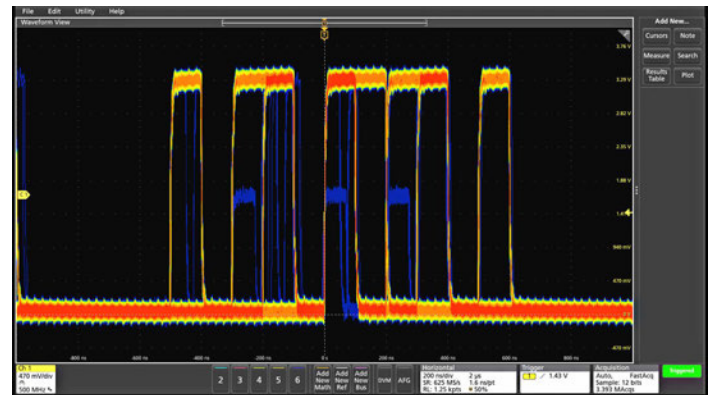 File Edit Utility Help
Waveform View
Add New...
Cursors Note
Measure Search
Results Table Plot
3.76 V
3.29 V
2.82 V
2.35 V
1.88 V
1.41
940 mV
470 mV
-470 mV
C1
-800 ns -600 ns -400 ns -200 ns 0 s 200 ns 400 ns 600 ns 800 ns
Ch 1
470 mV/div
500 MHz
2 3 4 5 6
Add New Math
Add New Ref
Add New Bus
DVM AFG
Horizontal
200 ns/div 2 µs
SR: 625 MS/s 1.6 ns/pt
RL: 1.25 kpts 50%
Trigger
1 1.43 V
Acquisition
Auto, FastAcq
Sample: 12 bits
3.393 MAcqs
Triggered